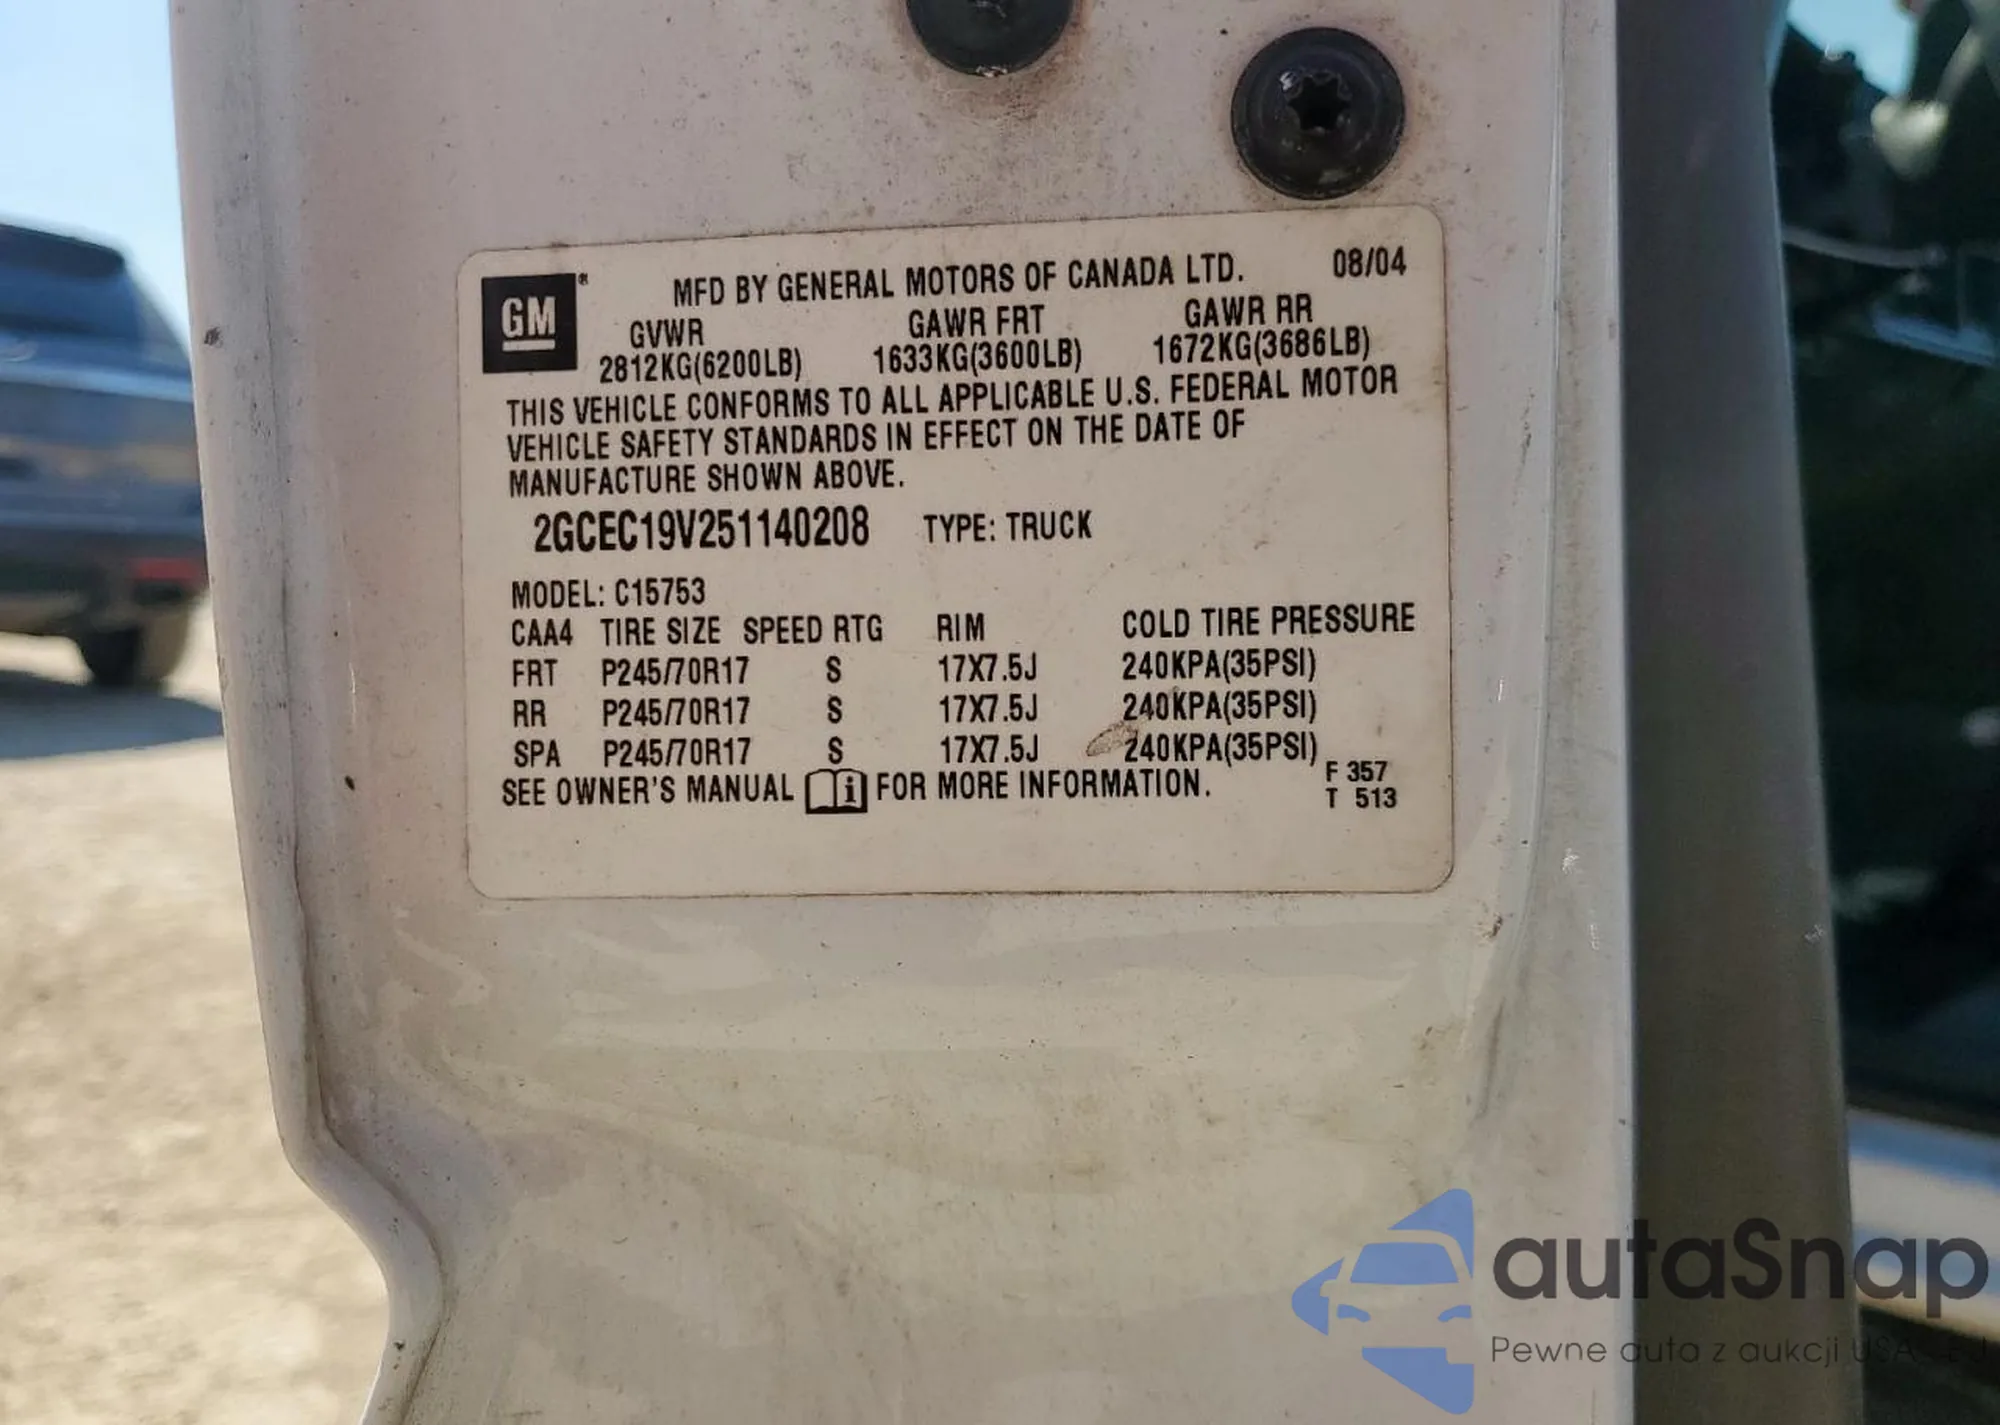 GM®
MFD BY GENERAL MOTORS OF CANADA LTD. 08/04
GVWR GAWR FRT GAWR RR
2812KG(6200LB) 1633KG(3600LB) 1672KG(3686LB)
THIS VEHICLE CONFORMS TO ALL APPLICABLE U.S. FEDERAL MOTOR
VEHICLE SAFETY STANDARDS IN EFFECT ON THE DATE OF
MANUFACTURE SHOWN ABOVE.
2GCEC19V251140208 TYPE: TRUCK
MODEL: C15753
CAA4 TIRE SIZE SPEED RTG RIM COLD TIRE PRESSURE
FRT P245/70R17 S 17X7.5J 240KPA(35PSI)
RR P245/70R17 S 17X7.5J 240KPA(35PSI)
SPA P245/70R17 S 17X7.5J 240KPA(35PSI)
SEE OWNER'S MANUAL i FOR MORE INFORMATION.
F 357
T 513
autaSnap
Pewne auta z aukcji USA